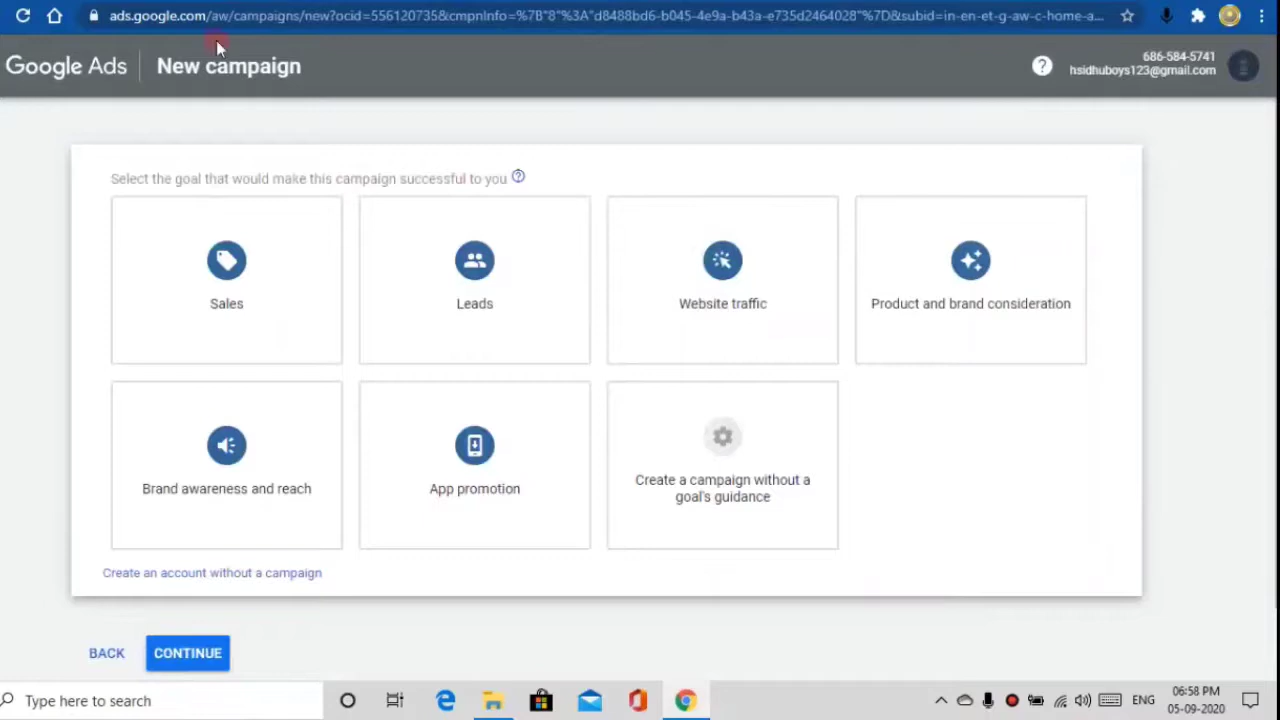 ads.google.com/aw/campaigns/new?ocid=556120735&cmpnInfo=%7B"8"%3A"d8488bd6-b045-4e9a-b43a-e735d2464028"%7D&subid=in-en-et-g-aw-c-home-a...
Google Ads
New campaign
686-584-5741
hsidhuboys123@gmail.com
Select the goal that would make this campaign successful to you
Sales
Leads
Website traffic
Product and brand consideration
Brand awareness and reach
App promotion
Create a campaign without a
goal's guidance
Create an account without a campaign
BACK
CONTINUE
Type here to search
ENG
06:58 PM
05-09-2020